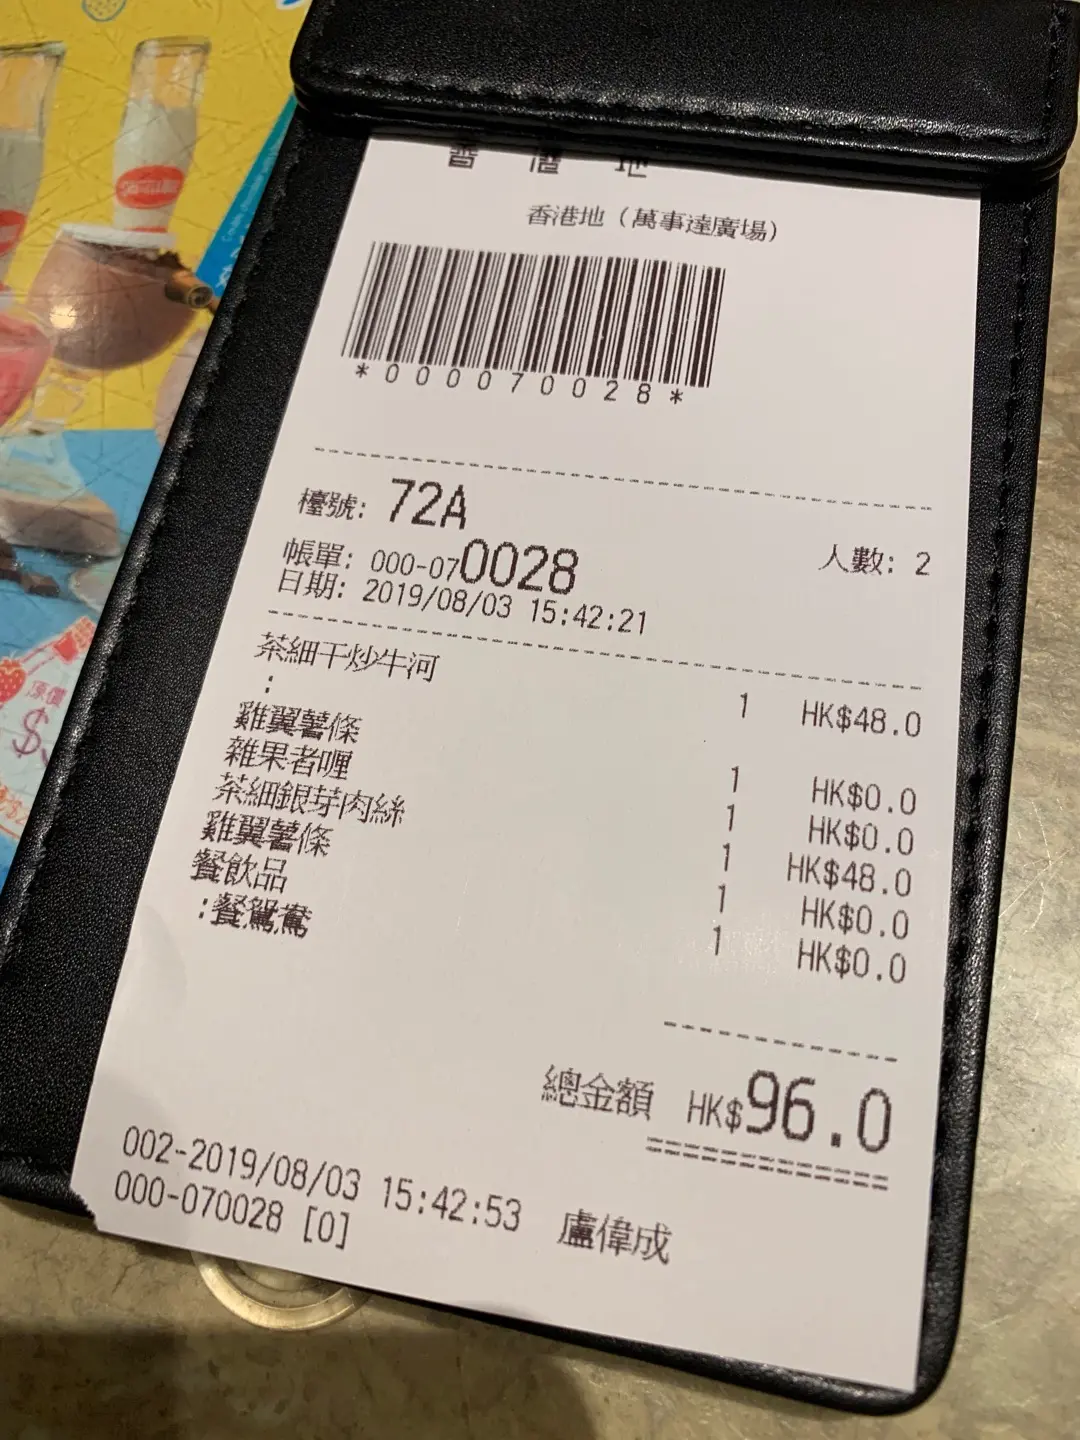 香港地
香港地（萬事達廣場）
*000070028*
檯號: 72A
人數: 2
帳單: 000-070028
日期: 2019/08/03 15:42:21
茶細干炒牛河 1 HK$48.0
:
雞翼薯條 1 HK$0.0
雜果者喱 1 HK$0.0
茶細銀芽肉絲 1 HK$48.0
雞翼薯條 1 HK$0.0
餐飲品 1 HK$0.0
:餐鴛鴦
總金額 HK$96.0
002-2019/08/03 15:42:53 盧偉成
000-070028 [0]